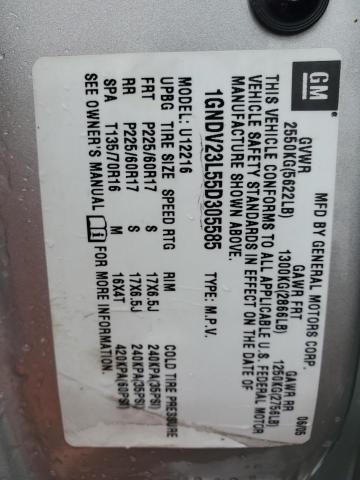 GM
MFD BY GENERAL MOTORS CORP. 06/05
GVWR GAWR FRT GAWR RR
2550KG(5622LB) 1300KG(2866LB) 1250KG(2756LB)
THIS VEHICLE CONFORMS TO ALL APPLICABLE U.S. FEDERAL MOTOR
VEHICLE SAFETY STANDARDS IN EFFECT ON THE DATE OF
MANUFACTURE SHOWN ABOVE.
1GNDV23L55D305585 TYPE: M.P.V.
MODEL: U12216
UPBG TIRE SIZE SPEED RTG RIM COLD TIRE PRESSURE
FRT P225/60R17 S 17X6.5J 240KPA(35PSI)
RR P225/60R17 S 17X6.5J 240KPA(35PSI)
SPA T135/70R16 M 16X4T 420KPA(60PSI)
SEE OWNER'S MANUAL FOR MORE INFORMATION.